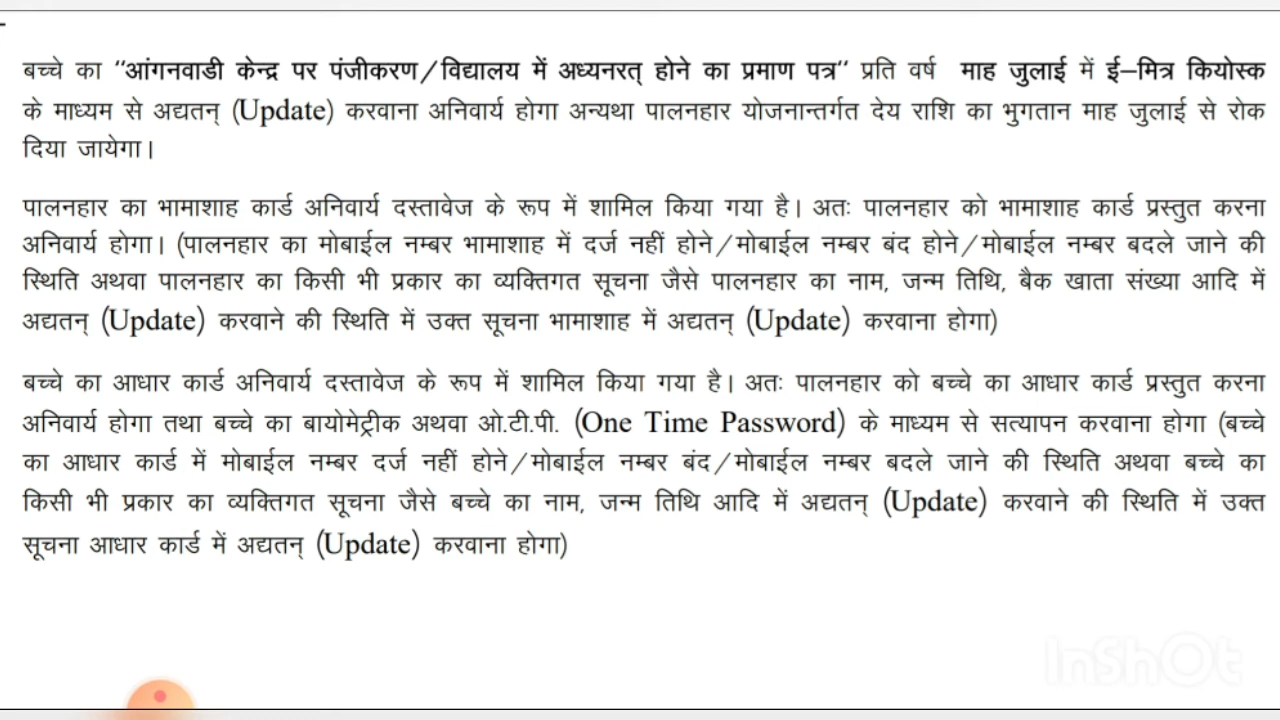 बच्चे का "आंगनवाडी केन्द्र पर पंजीकरण/विद्यालय में अध्यनरत् होने का प्रमाण पत्र" प्रति वर्ष माह जुलाई में ई–मित्र कियोस्क
के माध्यम से अद्यतन् (Update) करवाना अनिवार्य होगा अन्यथा पालनहार योजनान्तर्गत देय राशि का भुगतान माह जुलाई से रोक
दिया जायेगा।
पालनहार का भामाशाह कार्ड अनिवार्य दस्तावेज के रूप में शामिल किया गया है। अतः पालनहार को भामाशाह कार्ड प्रस्तुत करना
अनिवार्य होगा। (पालनहार का मोबाईल नम्बर भामाशाह में दर्ज नहीं होने/मोबाईल नम्बर बंद होने/मोबाईल नम्बर बदले जाने की
स्थिति अथवा पालनहार का किसी भी प्रकार का व्यक्तिगत सूचना जैसे पालनहार का नाम, जन्म तिथि, बैक खाता संख्या आदि में
अद्यतन् (Update) करवाने की स्थिति में उक्त सूचना भामाशाह में अद्यतन् (Update) करवाना होगा)
बच्चे का आधार कार्ड अनिवार्य दस्तावेज के रूप में शामिल किया गया है। अतः पालनहार को बच्चे का आधार कार्ड प्रस्तुत करना
अनिवार्य होगा तथा बच्चे का बायोमेट्रीक अथवा ओ.टी.पी. (One Time Password) के माध्यम से सत्यापन करवाना होगा (बच्चे
का आधार कार्ड में मोबाईल नम्बर दर्ज नहीं होने/मोबाईल नम्बर बंद/मोबाईल नम्बर बदले जाने की स्थिति अथवा बच्चे का
किसी भी प्रकार का व्यक्तिगत सूचना जैसे बच्चे का नाम, जन्म तिथि आदि में अद्यतन् (Update) करवाने की स्थिति में उक्त
सूचना आधार कार्ड में अद्यतन् (Update) करवाना होगा)
InShOt